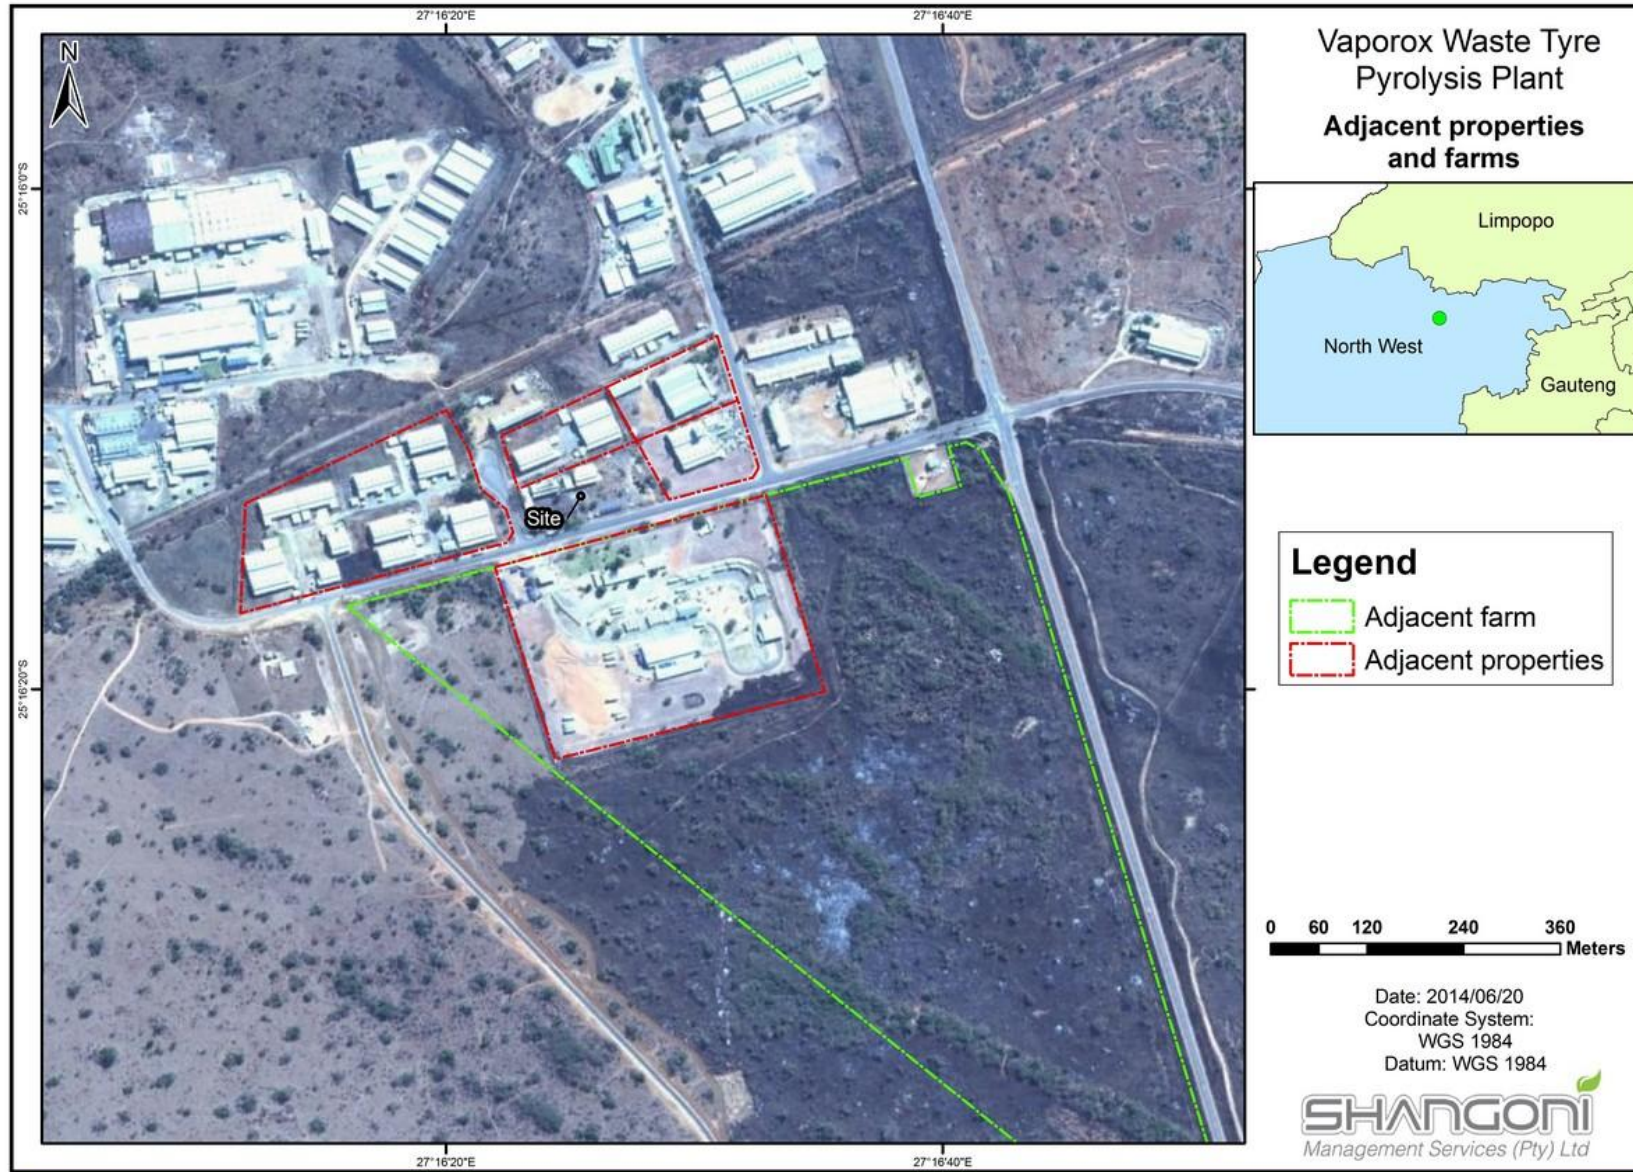 27°16'20"E
27°16'40"E
N
25°16'0"S
25°16'20"S
Site
27°16'20"E
27°16'40"E
Vaporox Waste Tyre
Pyrolysis Plant
Adjacent properties
and farms
Limpopo
North West
Gauteng
Legend
Adjacent farm
Adjacent properties
0 60 120 240 360
Meters
Date: 2014/06/20
Coordinate System:
WGS 1984
Datum: WGS 1984
SHANGONI
Management Services (Pty) Ltd